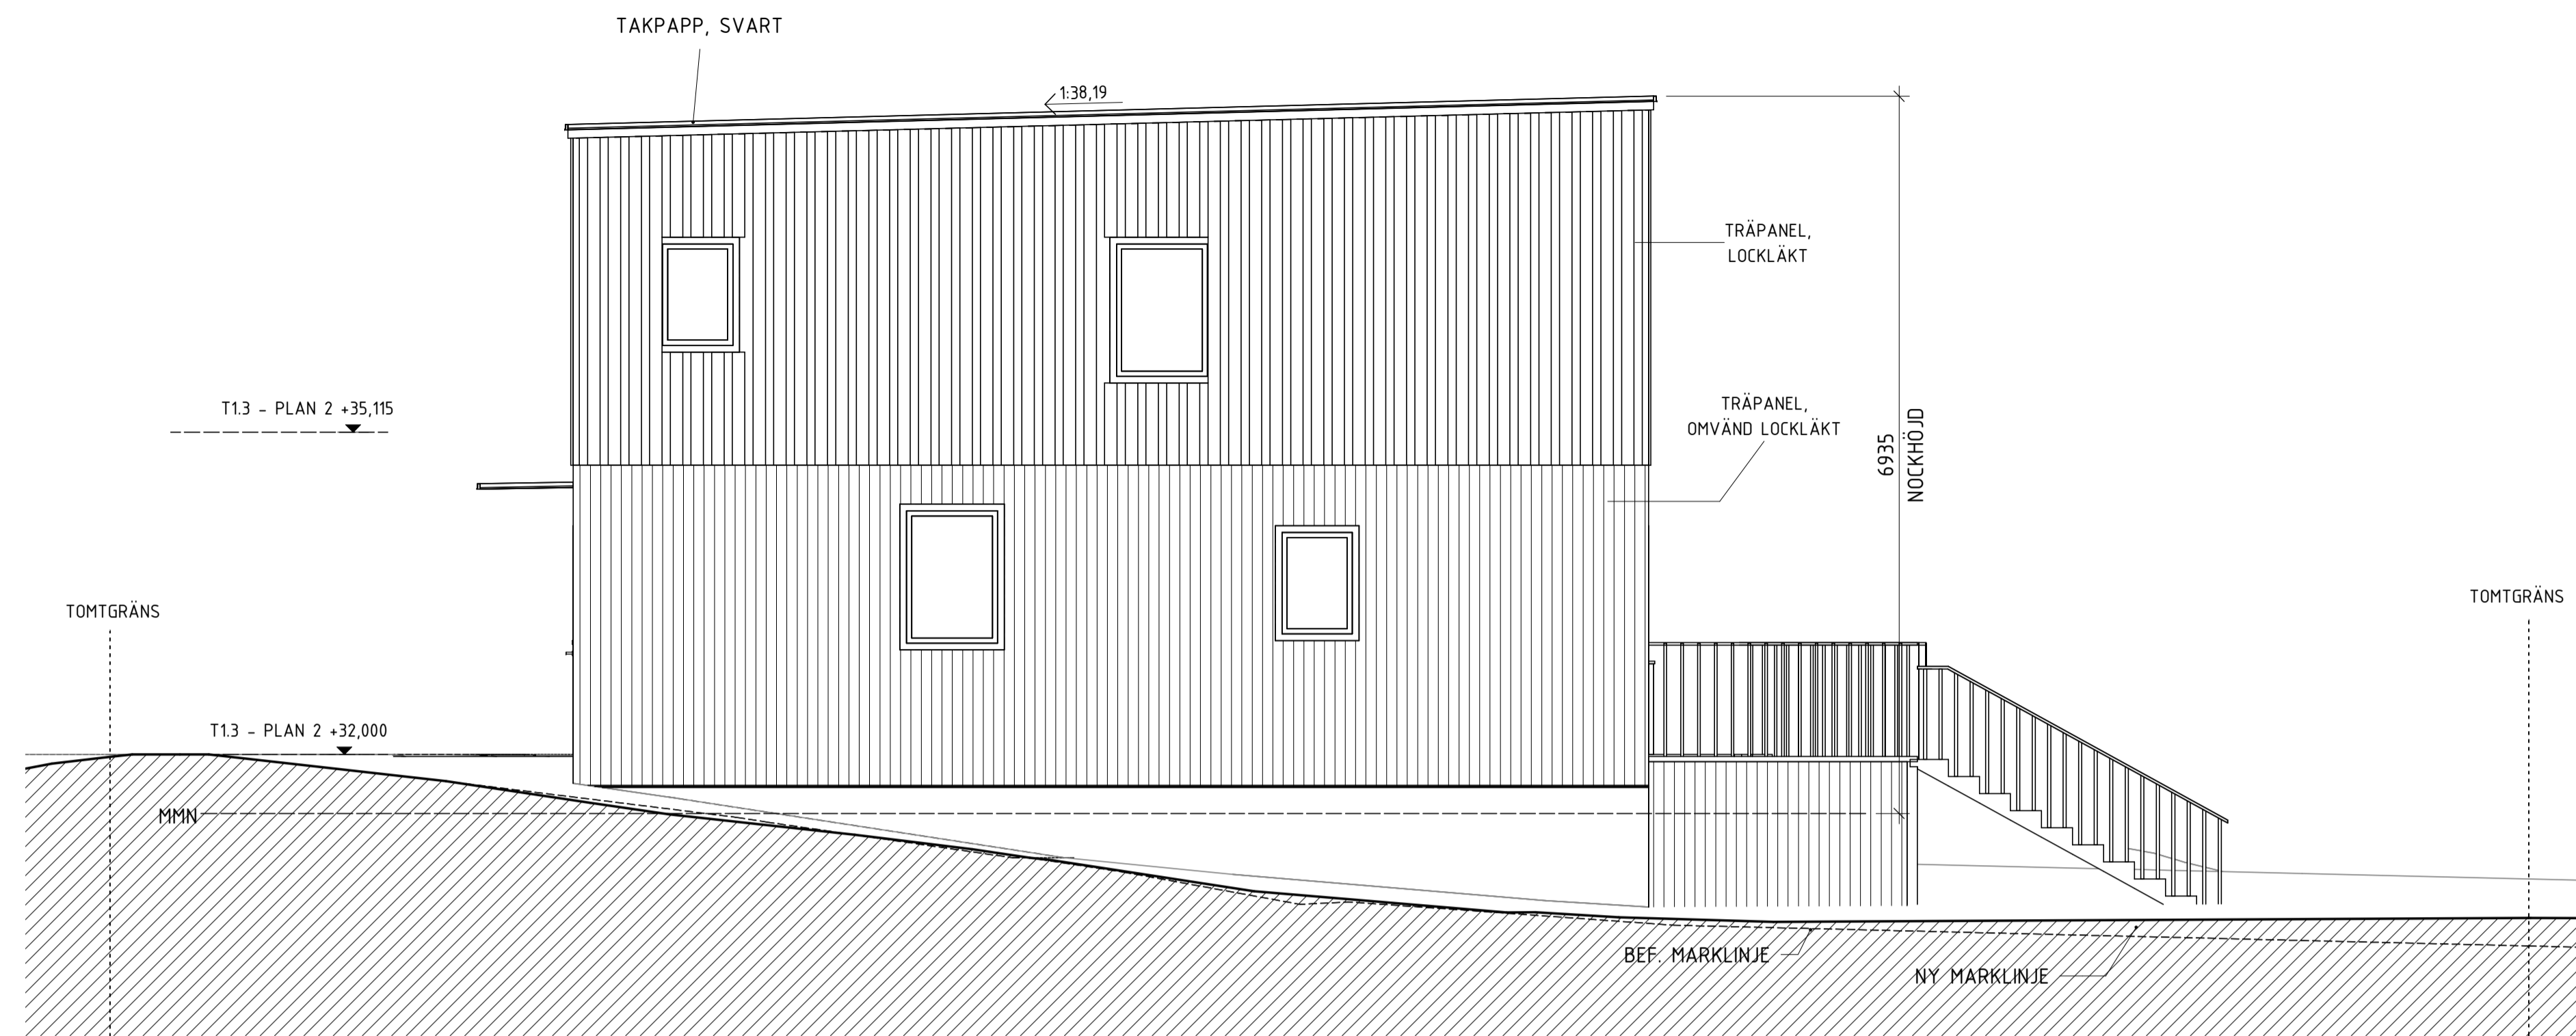 TAKPAPP, SVART
1:38,19
TRÄPANEL,
LOCKLÄKT
T1.3 - PLAN 2 +35,115
TRÄPANEL,
OMVÄND LOCKLÄKT
6935
NOCKHÖJD
TOMTGRÄNS
TOMTGRÄNS
T1.3 - PLAN 2 +32,000
MMN
BEF. MARKLINJE
NY MARKLINJE